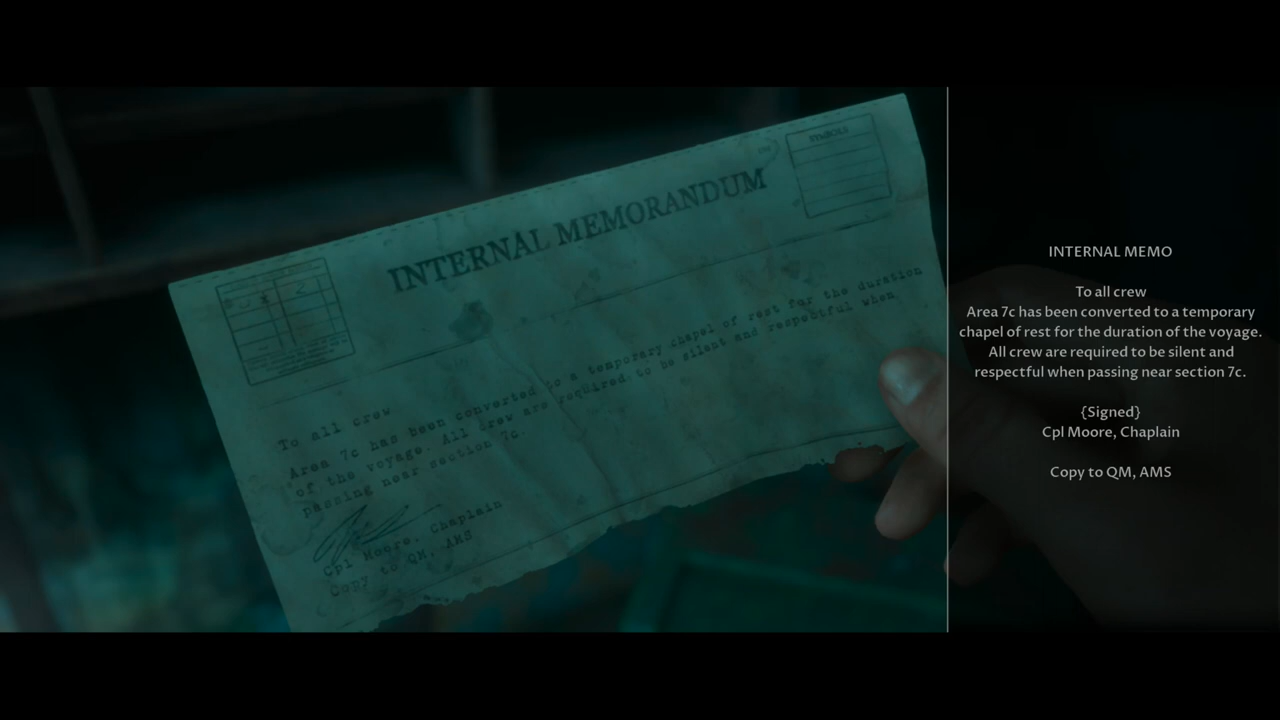 SYMBOLS
INTERNAL MEMORANDUM
2
To all crew
Area 7c has been converted to a temporary chapel of rest for the duration
of the voyage. All crew are required to be silent and respectful when
passing near section 7c.
Cpl Moore. Chaplain
Copy to QM, AMS
INTERNAL MEMO
To all crew
Area 7c has been converted to a temporary
chapel of rest for the duration of the voyage.
All crew are required to be silent and
respectful when passing near section 7c.
{Signed}
Cpl Moore, Chaplain
Copy to QM, AMS